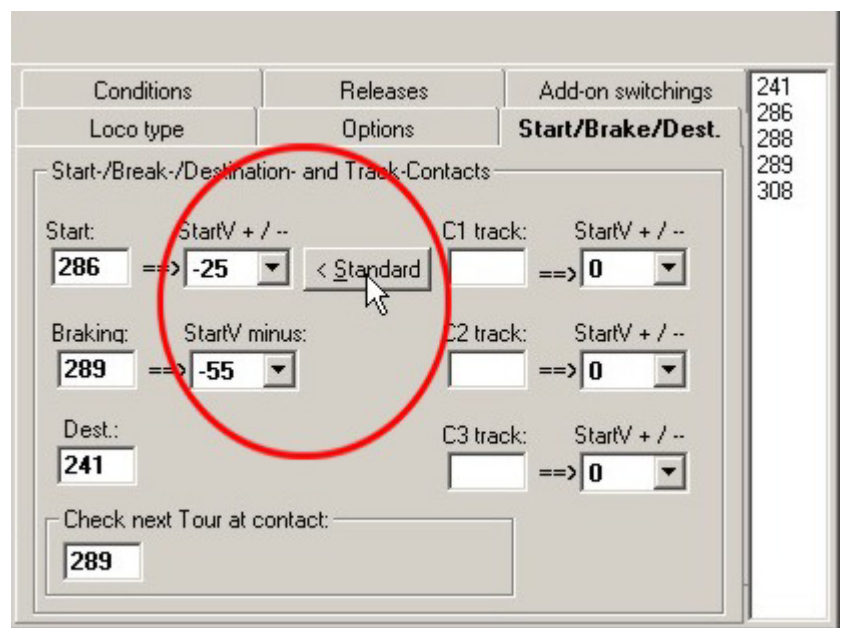 Conditions Releases Add-on switchings
Loco type Options Start/Brake/Dest.
241
286
288
289
308
Start-/Break-/Destination- and Track-Contacts
Start: StartV + / -- C1 track: StartV + / --
286 ==> -25 < Standard ==> 0
Braking: StartV minus: C2 track: StartV + / --
289 ==> -55 ==> 0
Dest.: C3 track: StartV + / --
241 ==> 0
Check next Tour at contact:
289